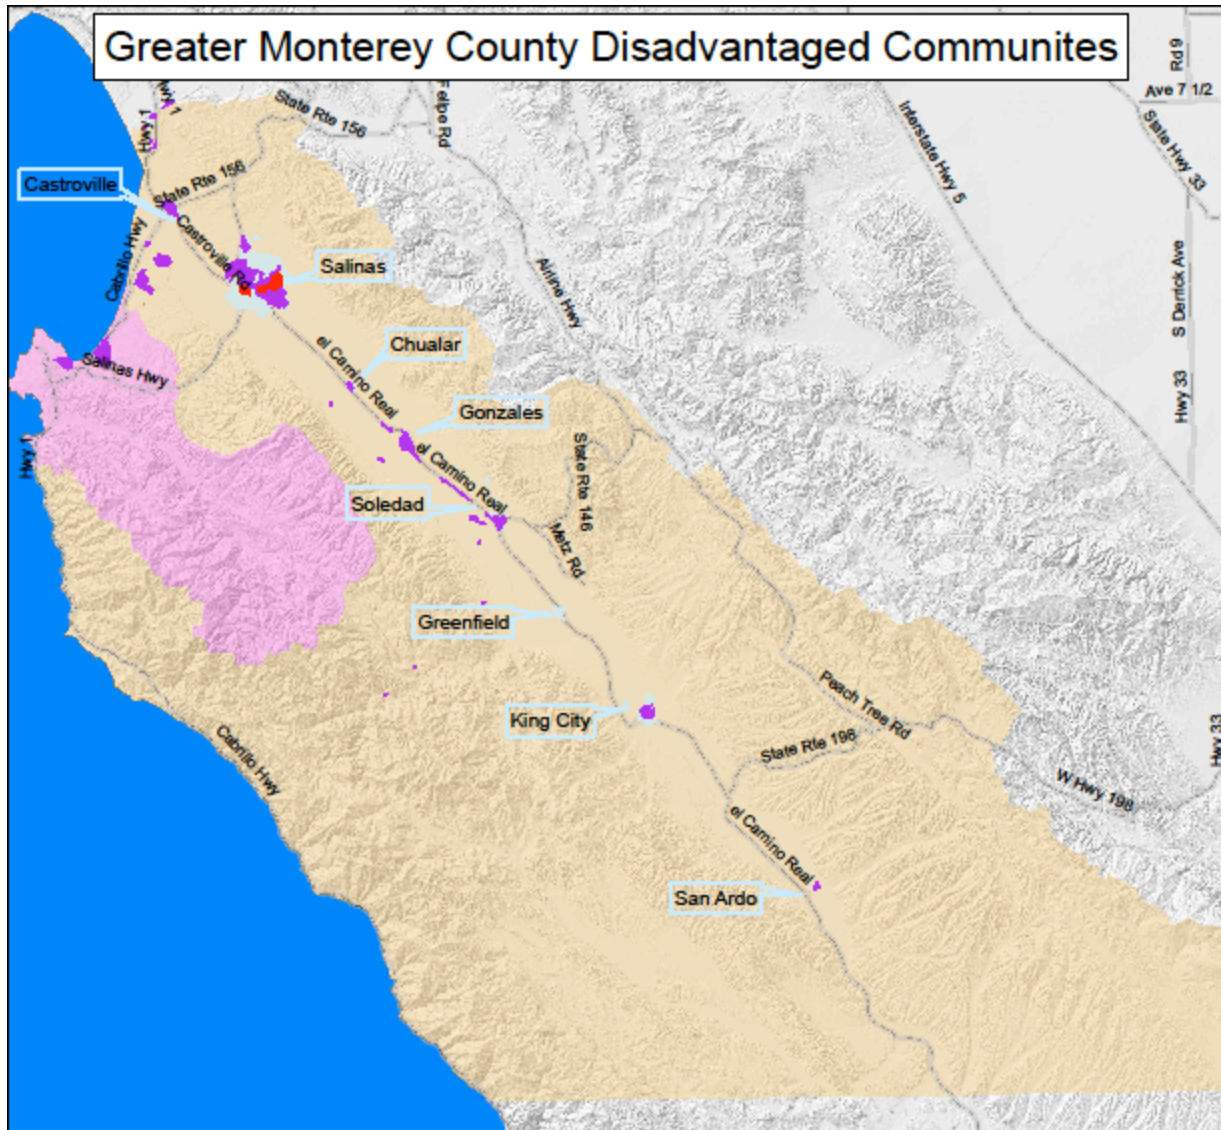 Greater Monterey County Disadvantaged Communites
Hwy 1
Hwy 1
State Rte 156
Felpe Rd
Interstate Hwy 5
Rd 9
Ave 7 1/2
State Hwy 33
Castroville
State Rte 156
Castroville Rd
Cabrillo Hwy
Salinas
Airline Hwy
S Derrick Ave
Chualar
el Camino Real
Salinas Hwy
Hwy 33
Gonzales
Hwy 1
el Camino Real
State Rte 146
Soledad
Metz Rd
Greenfield
King City
Peach Tree Rd
State Rte 198
Cabrillo Hwy
W Hwy 198
Hwy 33
el Camino Real
San Ardo